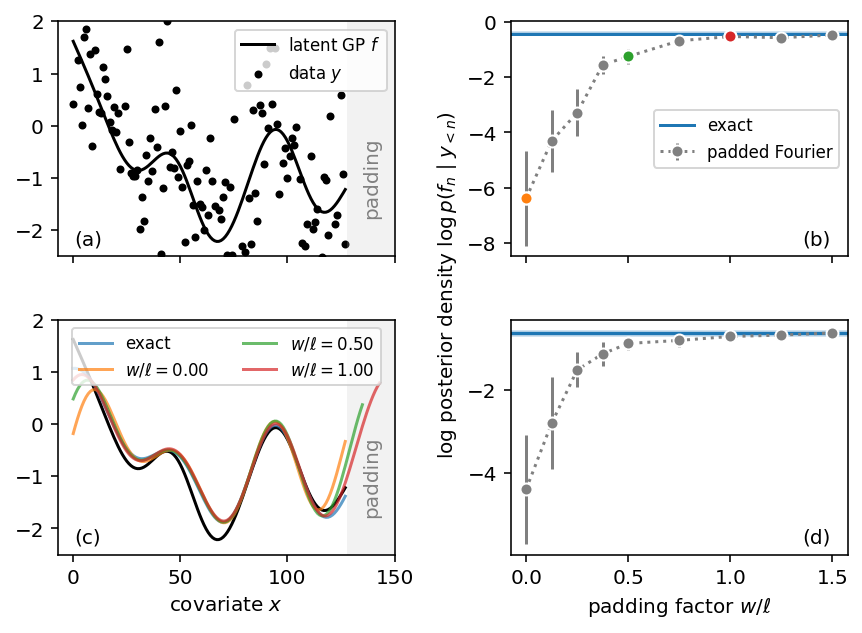 2
1
0
−1
−2
latent GP f
data y
padding
(a)
0
−2
−4
−6
−8
exact
padded Fourier
(b)
log posterior density log p(fₙ | y<ₙ)
2
1
0
−1
−2
exact
w/ℓ = 0.00
w/ℓ = 0.50
w/ℓ = 1.00
padding
(c)
0
50
100
150
covariate x
−2
−4
(d)
0.0
0.5
1.0
1.5
padding factor w/ℓ